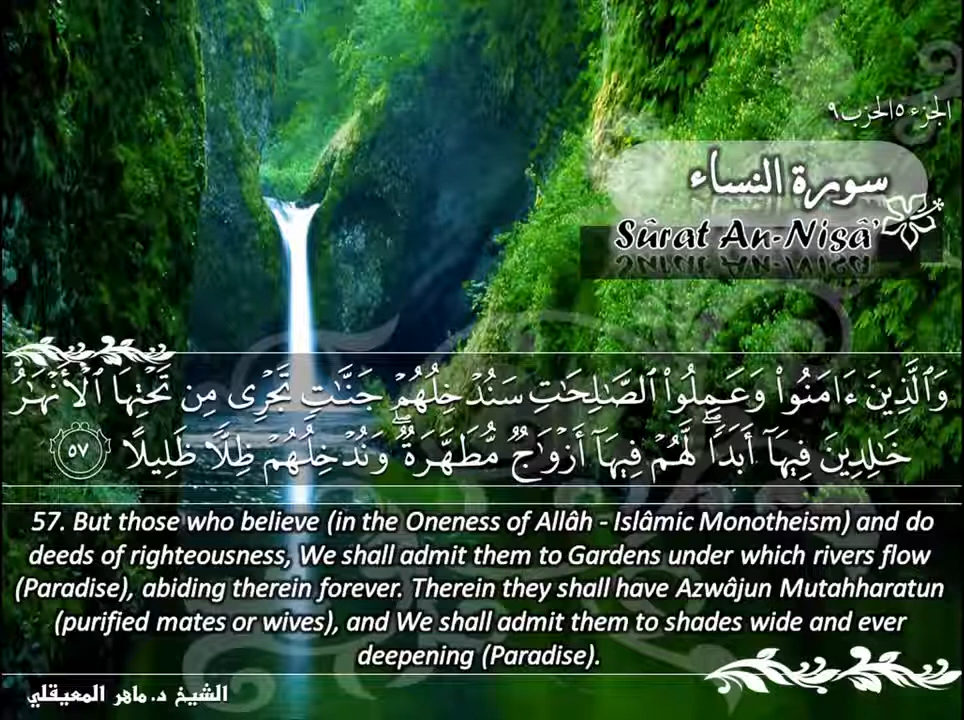 الجزء ٥ الحزب ٩
سورة النساء
Sûrat An-Nisâ'
وَٱلَّذِينَ ءَامَنُوا۟ وَعَمِلُوا۟ ٱلصَّٰلِحَٰتِ سَنُدْخِلُهُمْ جَنَّٰتٍ تَجْرِى مِن تَحْتِهَا ٱلْأَنْهَٰرُ
خَٰلِدِينَ فِيهَآ أَبَدًا ۖ لَّهُمْ فِيهَآ أَزْوَٰجٌ مُّطَهَّرَةٌ ۖ وَنُدْخِلُهُمْ ظِلًّا ظَلِيلًا ٥٧
57. But those who believe (in the Oneness of Allâh - Islâmic Monotheism) and do
deeds of righteousness, We shall admit them to Gardens under which rivers flow
(Paradise), abiding therein forever. Therein they shall have Azwâjun Mutahharatun
(purified mates or wives), and We shall admit them to shades wide and ever
deepening (Paradise).
الشيخ د. ماهر المعيقلي